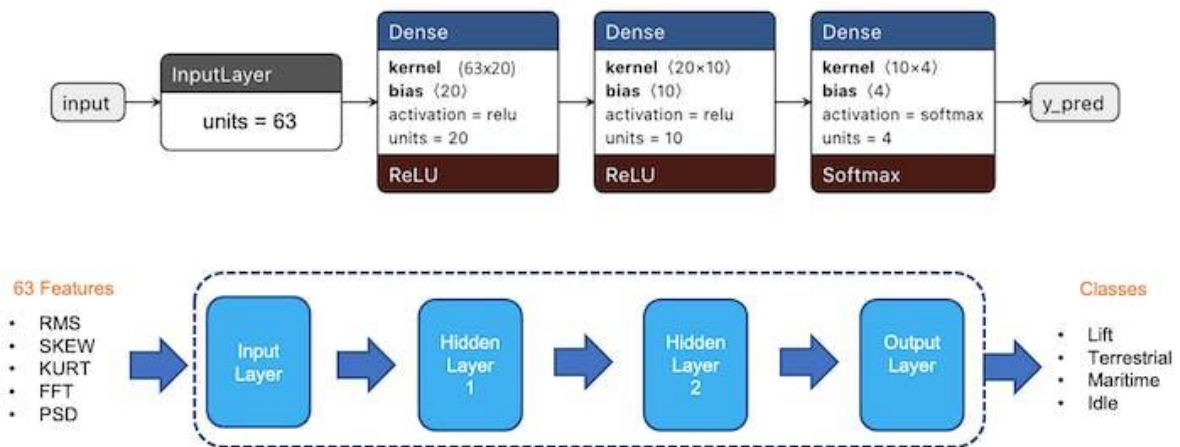 input
InputLayer
units = 63
Dense
kernel (63x20)
bias ⟨20⟩
activation = relu
units = 20
ReLU
Dense
kernel ⟨20×10⟩
bias ⟨10⟩
activation = relu
units = 10
ReLU
Dense
kernel ⟨10×4⟩
bias ⟨4⟩
activation = softmax
units = 4
Softmax
y_pred
63 Features
• RMS
• SKEW
• KURT
• FFT
• PSD
Input
Layer
Hidden
Layer
1
Hidden
Layer
2
Output
Layer
Classes
• Lift
• Terrestrial
• Maritime
• Idle